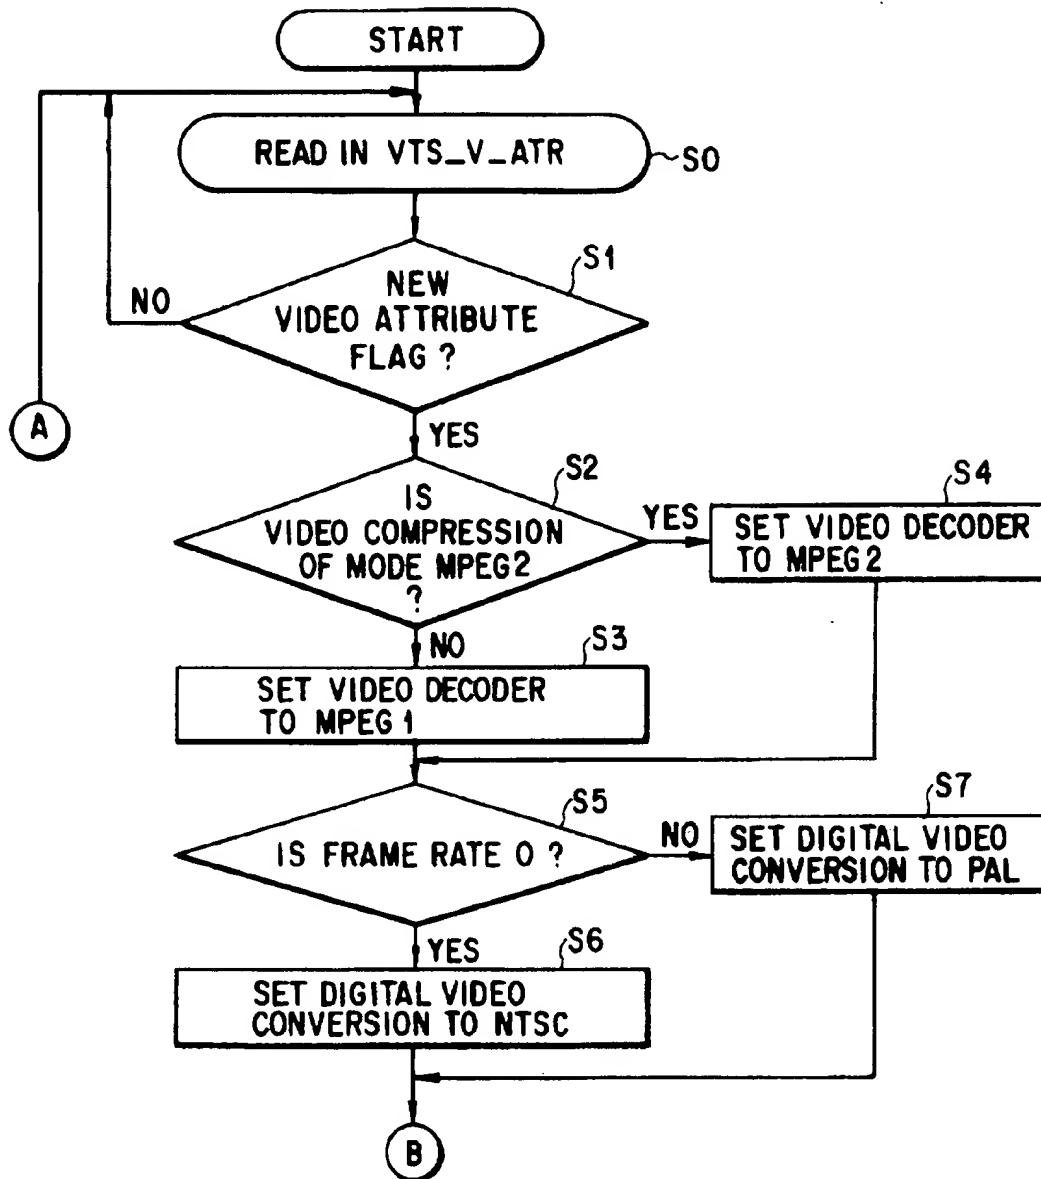 START
READ IN VTS_V_ATR
S0
S1
NEW
VIDEO ATTRIBUTE
FLAG ?
NO
A
YES
S2
IS
VIDEO COMPRESSION
OF MODE MPEG2
?
YES
S4
SET VIDEO DECODER
TO MPEG2
NO
S3
SET VIDEO DECODER
TO MPEG1
S5
IS FRAME RATE 0 ?
NO
S7
SET DIGITAL VIDEO
CONVERSION TO PAL
YES
S6
SET DIGITAL VIDEO
CONVERSION TO NTSC
B